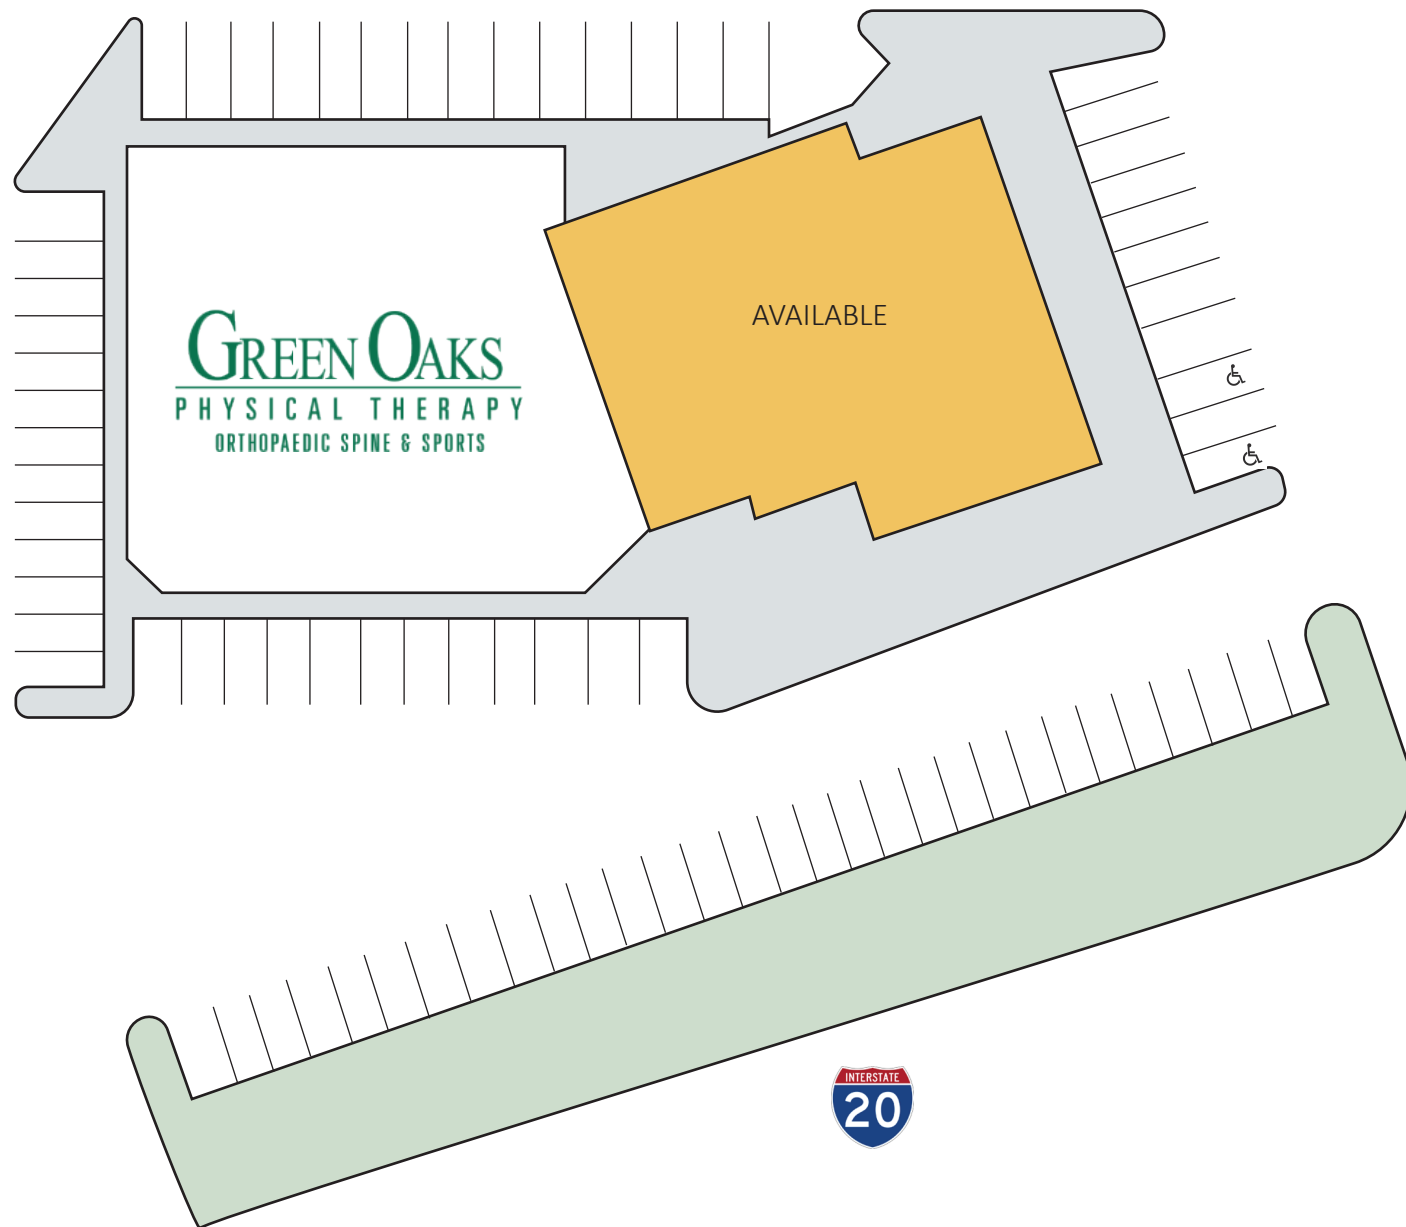 AVAILABLE
GREEN OAKS
PHYSICAL THERAPY
ORTHOPAEDIC SPINE & SPORTS
INTERSTATE
20